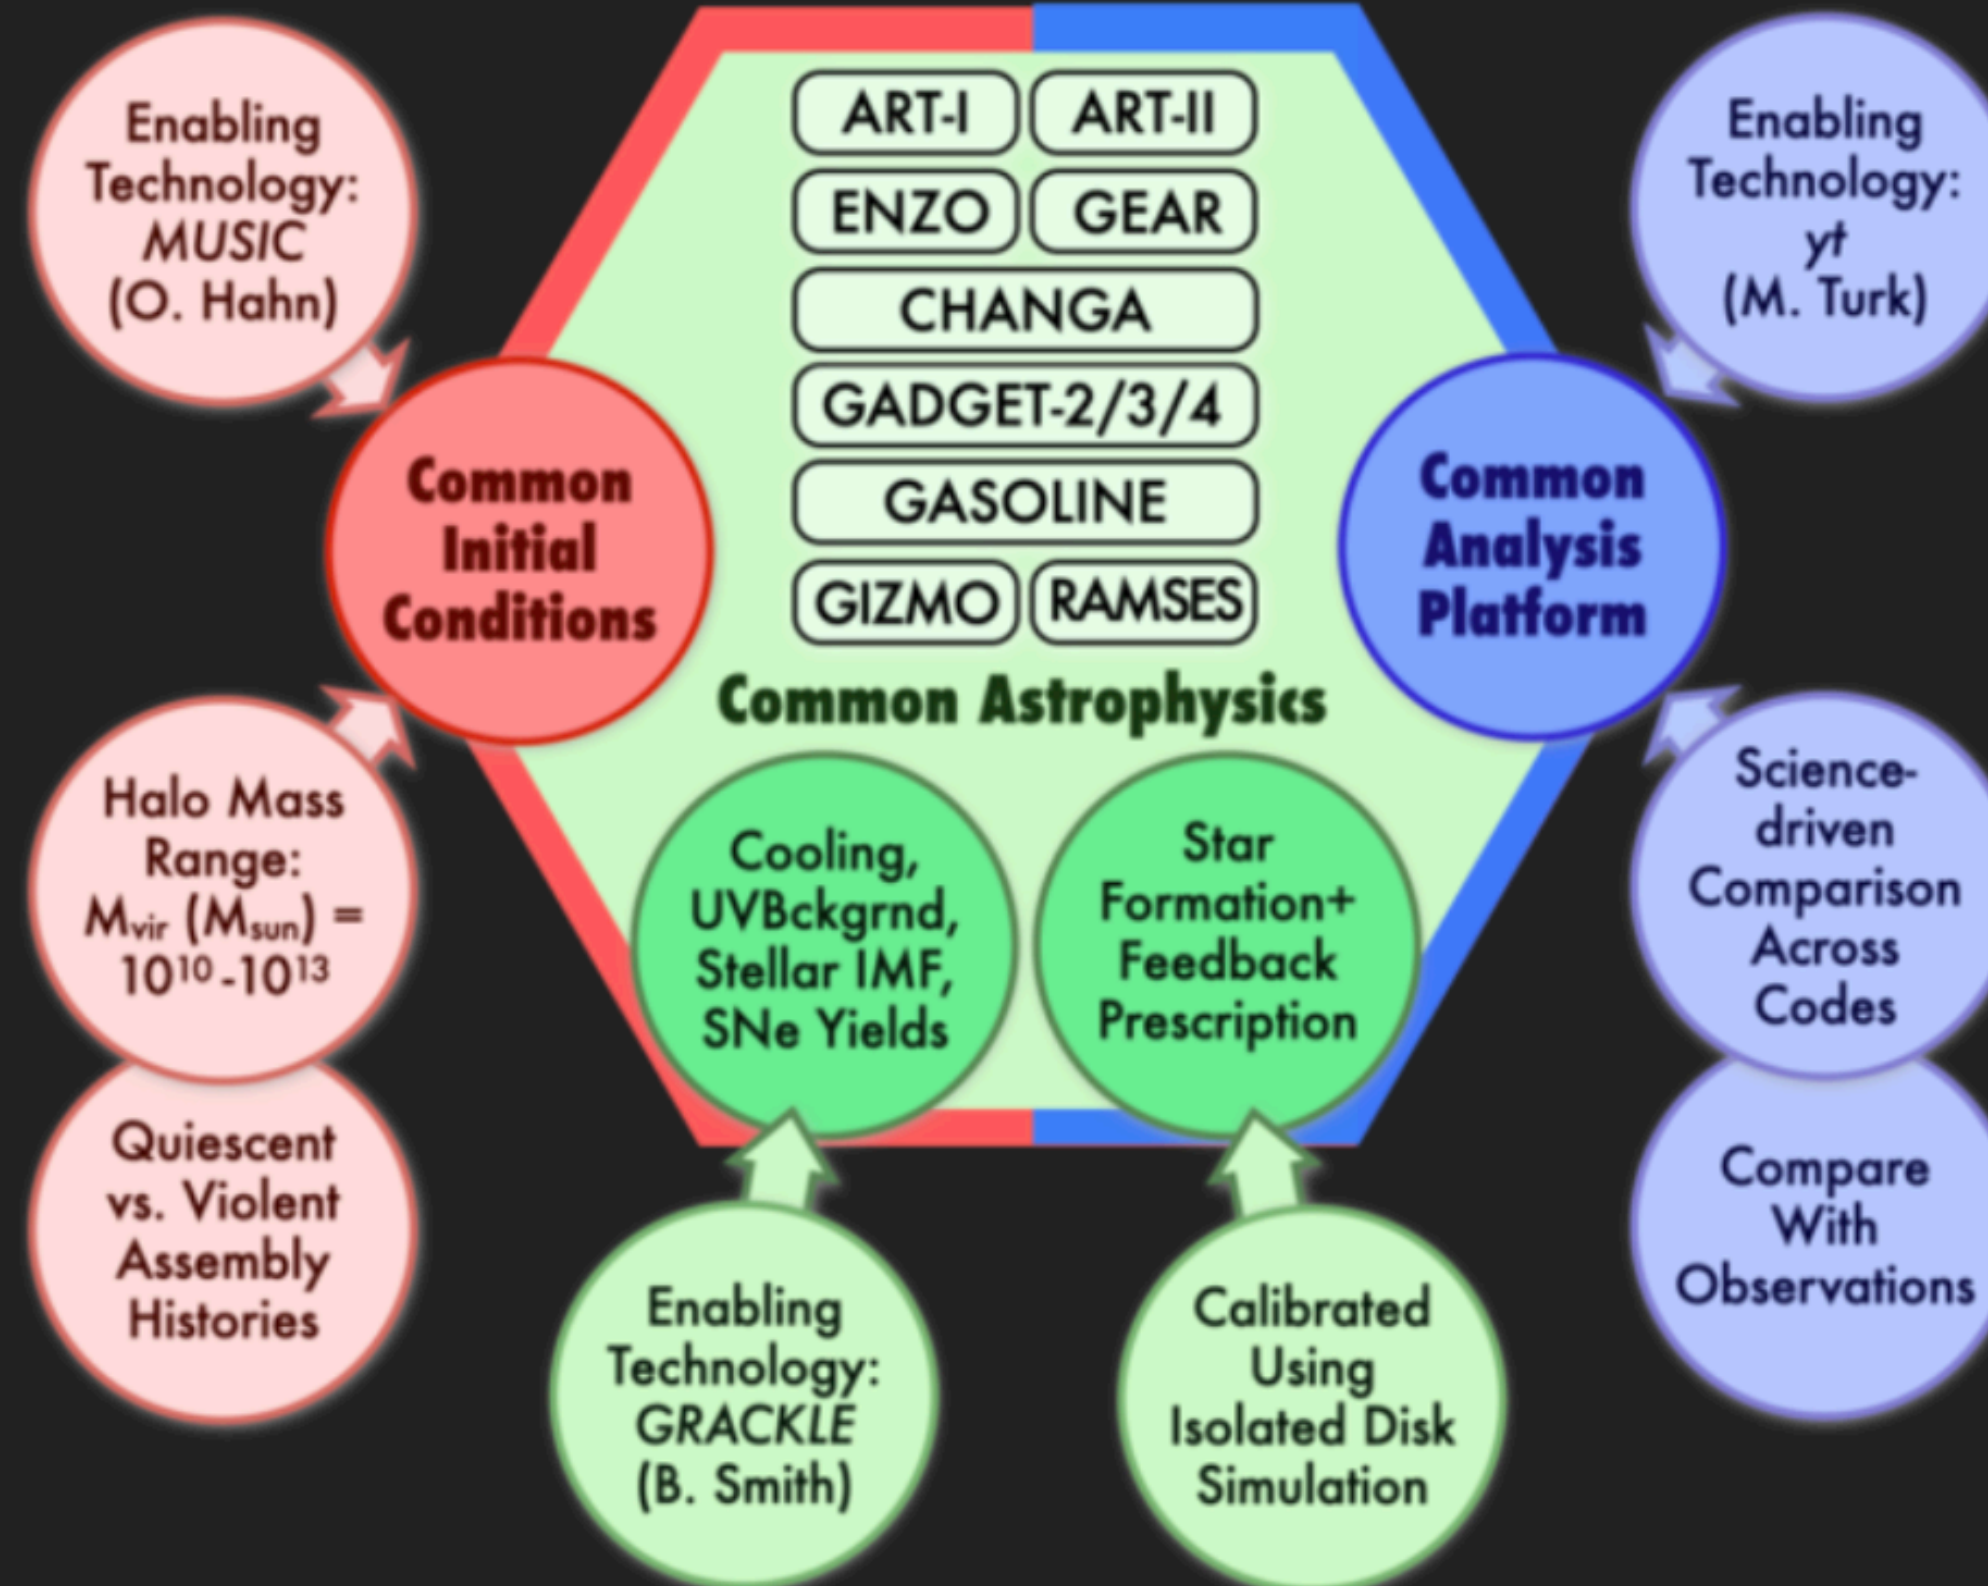 Enabling
Technology:
MUSIC
(O. Hahn)
Common
Initial
Conditions
Halo Mass
Range:
Mvir (Msun) =
10¹⁰-10¹³
Quiescent
vs. Violent
Assembly
Histories
ART-I ART-II
ENZO GEAR
CHANGA
GADGET-2/3/4
GASOLINE
GIZMO RAMSES
Common Astrophysics
Cooling,
UVBckgrnd,
Stellar IMF,
SNe Yields
Star
Formation+
Feedback
Prescription
Enabling
Technology:
GRACKLE
(B. Smith)
Calibrated
Using
Isolated Disk
Simulation
Enabling
Technology:
yt
(M. Turk)
Common
Analysis
Platform
Science-
driven
Comparison
Across
Codes
Compare
With
Observations